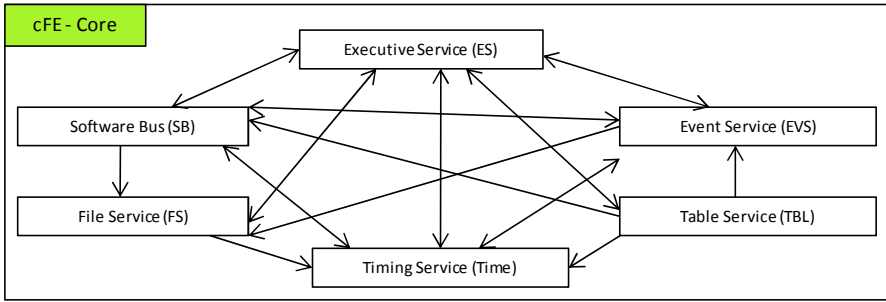 cFE - Core
Executive Service (ES)
Software Bus (SB)
Event Service (EVS)
File Service (FS)
Table Service (TBL)
Timing Service (Time)